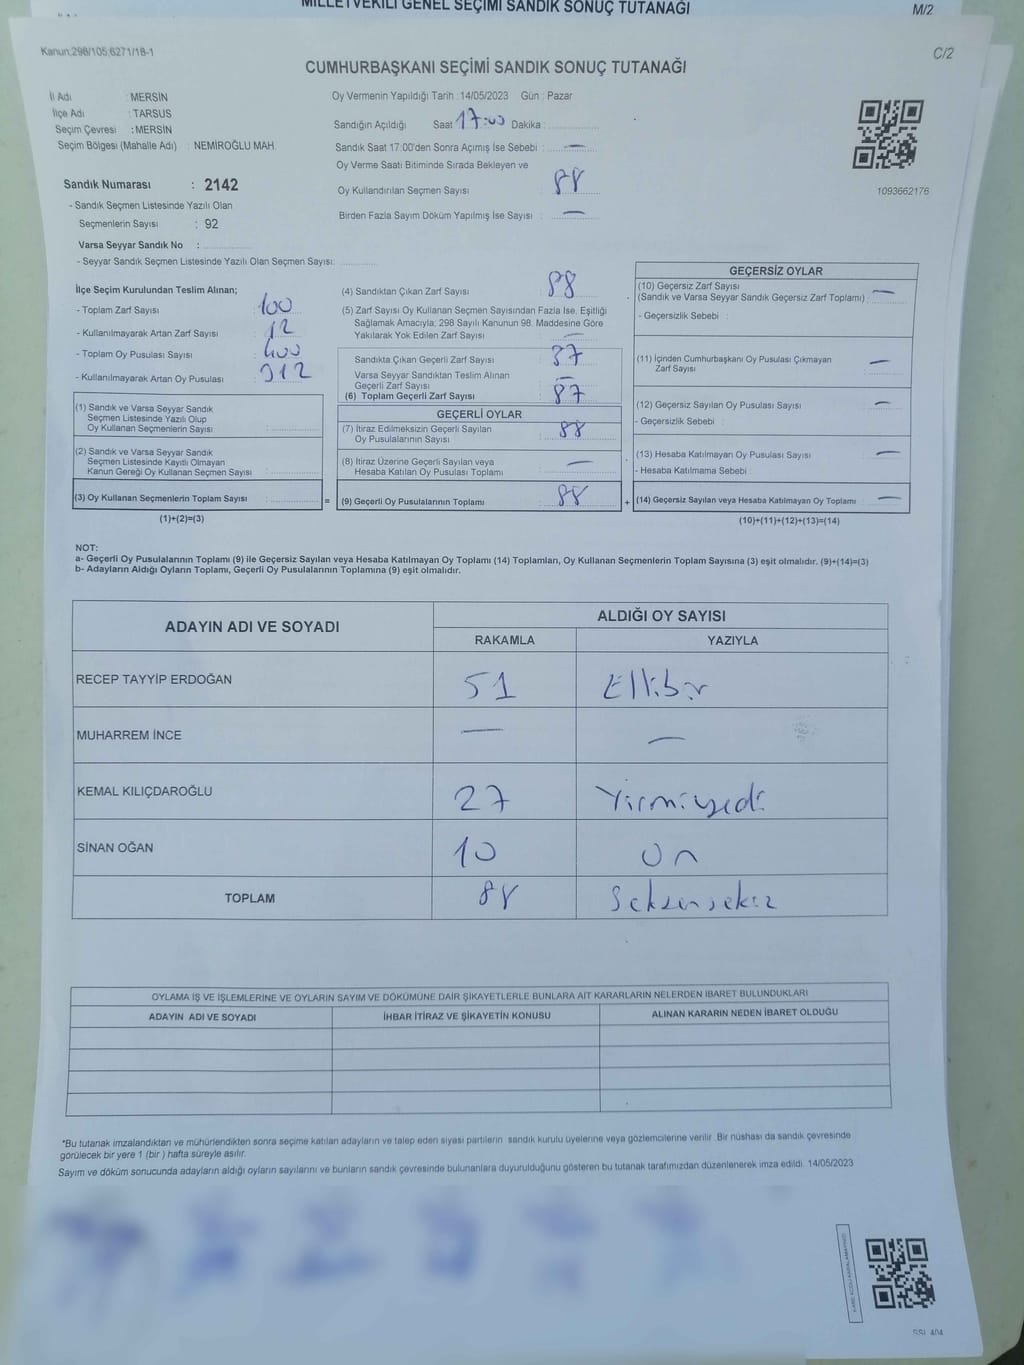 MİLLETVEKİLİ GENEL SEÇİMİ SANDIK SONUÇ TUTANAĞI
M/2
Kanun;298/105;6271/18-1
C/2
CUMHURBAŞKANI SEÇİMİ SANDIK SONUÇ TUTANAĞI
İl Adı : MERSİN
İlçe Adı : TARSUS
Seçim Çevresi : MERSİN
Seçim Bölgesi (Mahalle Adı) : NEMİROĞLU MAH.
Sandık Numarası : 2142
- Sandık Seçmen Listesinde Yazılı Olan
Seçmenlerin Sayısı : 92
Varsa Seyyar Sandık No :
- Seyyar Sandık Seçmen Listesinde Yazılı Olan Seçmen Sayısı:
Oy Vermenin Yapıldığı Tarih :14/05/2023 Gün : Pazar
Sandığın Açıldığı Saat 17:00 Dakika :
Sandık Saat 17:00'den Sonra Açımış İse Sebebi : —
Oy Verme Saati Bitiminde Sırada Bekleyen ve
Oy Kullandırılan Seçmen Sayısı 88
Birden Fazla Sayım Döküm Yapılmış İse Sayısı : —
1093662176
İlçe Seçim Kurulundan Teslim Alınan;
- Toplam Zarf Sayısı : 100
- Kullanılmayarak Artan Zarf Sayısı : 12
- Toplam Oy Pusulası Sayısı : 400
- Kullanılmayarak Artan Oy Pusulası : 312
(1) Sandık ve Varsa Seyyar Sandık
Seçmen Listesinde Yazılı Olup
Oy Kullanan Seçmenlerin Sayısı :
(2) Sandık ve Varsa Seyyar Sandık
Seçmen Listesinde Kayıtlı Olmayan
Kanun Gereği Oy Kullanan Seçmen Sayısı :
(3) Oy Kullanan Seçmenlerin Toplam Sayısı : =
(1)+(2)=(3)
(4) Sandıktan Çıkan Zarf Sayısı : 88
(5) Zarf Sayısı Oy Kullanan Seçmen Sayısından Fazla İse, Eşitliği
Sağlamak Amacıyla; 298 Sayılı Kanunun 98. Maddesine Göre
Yakılarak Yok Edilen Zarf Sayısı : —
Sandıkta Çıkan Geçerli Zarf Sayısı : 87
Varsa Seyyar Sandıktan Teslim Alınan
Geçerli Zarf Sayısı : —
(6) Toplam Geçerli Zarf Sayısı : 87
GEÇERLİ OYLAR
(7) İtiraz Edilmeksizin Geçerli Sayılan
Oy Pusulalarının Sayısı : 88
(8) İtiraz Üzerine Geçerli Sayılan veya
Hesaba Katılan Oy Pusulası Toplamı : —
(9) Geçerli Oy Pusulalarının Toplamı : 88 +
GEÇERSİZ OYLAR
(10) Geçersiz Zarf Sayısı
(Sandık ve Varsa Seyyar Sandık Geçersiz Zarf Toplamı) : —
- Geçersizlik Sebebi :
(11) İçinden Cumhurbaşkanı Oy Pusulası Çıkmayan
Zarf Sayısı : —
(12) Geçersiz Sayılan Oy Pusulası Sayısı : —
- Geçersizlik Sebebi :
(13) Hesaba Katılmayan Oy Pusulası Sayısı : —
- Hesaba Katılmama Sebebi :
(14) Geçersiz Sayılan veya Hesaba Katılmayan Oy Toplamı : —
(10)+(11)+(12)+(13)=(14)
NOT:
a- Geçerli Oy Pusulalarının Toplamı (9) ile Geçersiz Sayılan veya Hesaba Katılmayan Oy Toplamı (14) Toplamları, Oy Kullanan Seçmenlerin Toplam Sayısına (3) eşit olmalıdır. (9)+(14)=(3)
b- Adayların Aldığı Oyların Toplamı, Geçerli Oy Pusulalarının Toplamına (9) eşit olmalıdır.
ADAYIN ADI VE SOYADI
ALDIĞI OY SAYISI
RAKAMLA YAZIYLA
RECEP TAYYİP ERDOĞAN 51 Ellibir
MUHARREM İNCE — —
KEMAL KILIÇDAROĞLU 27 Yirmiyedi
SİNAN OĞAN 10 On
TOPLAM 88 Seksensekiz
OYLAMA İŞ VE İŞLEMLERİNE VE OYLARIN SAYIM VE DÖKÜMÜNE DAİR ŞİKAYETLERLE BUNLARA AİT KARARLARIN NELERDEN İBARET BULUNDUKLARI
ADAYIN ADI VE SOYADI İHBAR İTİRAZ VE ŞİKAYETİN KONUSU ALINAN KARARIN NEDEN İBARET OLDUĞU
*Bu tutanak imzalandıktan ve mühürlendikten sonra seçime katılan adayların ve talep eden siyasi partilerin sandık kurulu üyelerine veya gözlemcilerine verilir. Bir nüshası da sandık çevresinde
görülecek bir yere 1 (bir ) hafta süreyle asılır.
Sayım ve döküm sonucunda adayların aldığı oyların sayılarını ve bunların sandık çevresinde bulunanlara duyurulduğunu gösteren bu tutanak tarafımızdan düzenlenerek imza edildi. 14/05/2023
KARE KODU KARALAMAYINIZ!